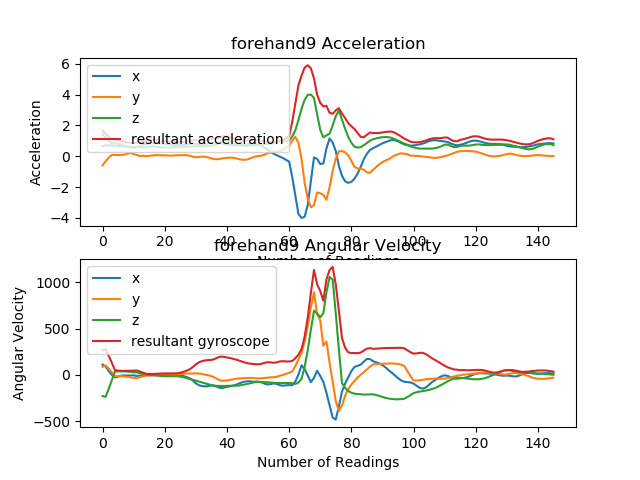 forehand9 Acceleration
6
4
2
0
−2
−4
Acceleration
x
y
z
resultant accleration
0 20 40 60 80 100 120 140
Number of Readings
forehand9 Angular Velocity
1000
500
0
−500
Angular Velocity
x
y
z
resultant gyroscope
0 20 40 60 80 100 120 140
Number of Readings